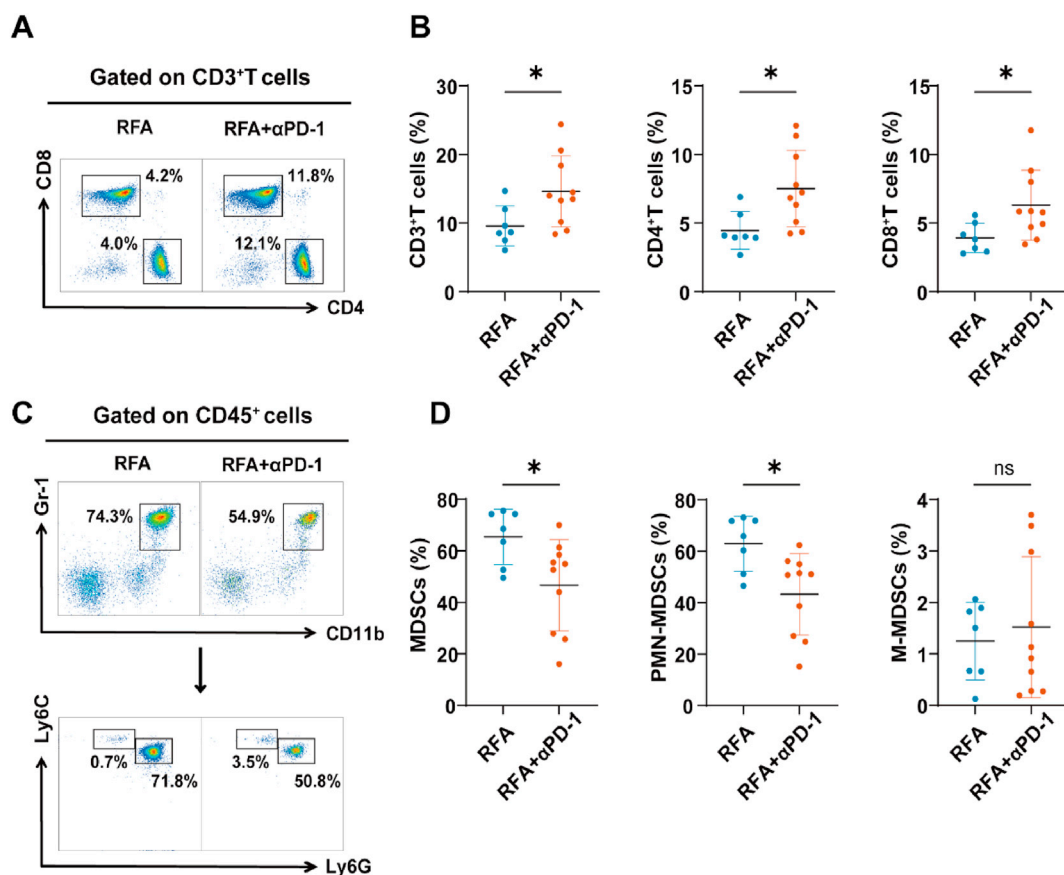 A
Gated on CD3⁺T cells
RFA RFA+αPD-1
CD8
4.2% 11.8%
4.0% 12.1%
CD4
B
CD3⁺T cells (%)
30
20
10
0
*
RFA
RFA+αPD-1
CD4⁺T cells (%)
15
10
5
0
*
RFA
RFA+αPD-1
CD8⁺T cells (%)
15
10
5
0
*
RFA
RFA+αPD-1
C
Gated on CD45⁺ cells
RFA RFA+αPD-1
Gr-1
74.3% 54.9%
CD11b
Ly6C
0.7% 3.5%
71.8% 50.8%
Ly6G
D
MDSCs (%)
80
60
40
20
0
*
RFA
RFA+αPD-1
PMN-MDSCs (%)
80
60
40
20
0
*
RFA
RFA+αPD-1
M-MDSCs (%)
4
3
2
1
0
ns
RFA
RFA+αPD-1